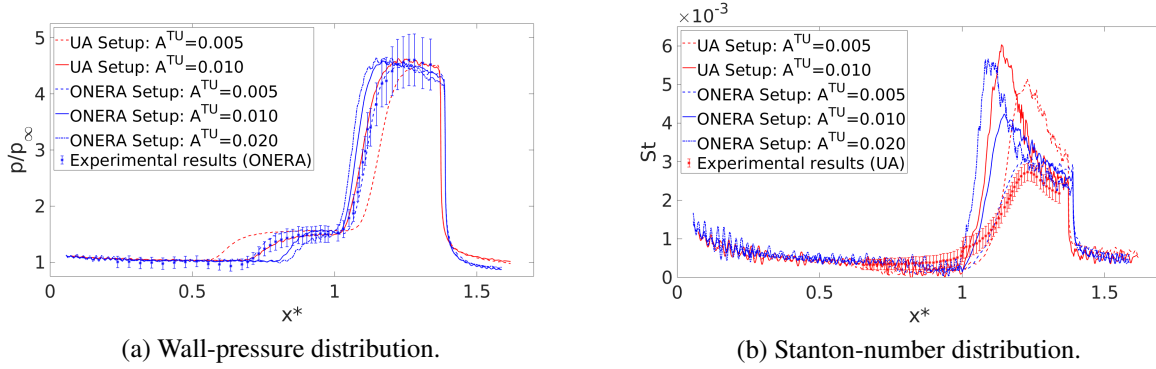 5
4
3
2
1
p/p∞
UA Setup: A^TU=0.005
UA Setup: A^TU=0.010
ONERA Setup: A^TU=0.005
ONERA Setup: A^TU=0.010
ONERA Setup: A^TU=0.020
Experimental results (ONERA)
0 0.5 1 1.5
x*
(a) Wall-pressure distribution.
×10^-3
6
5
4
3
2
1
0
St
UA Setup: A^TU=0.005
UA Setup: A^TU=0.010
ONERA Setup: A^TU=0.005
ONERA Setup: A^TU=0.010
ONERA Setup: A^TU=0.020
Experimental results (UA)
0 0.5 1 1.5
x*
(b) Stanton-number distribution.